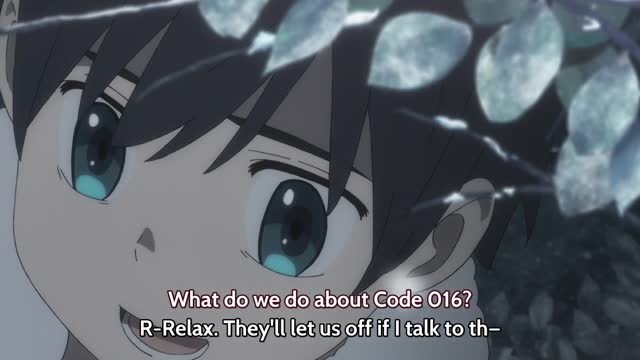 What do we do about Code 016?
R-Relax. They'll let us off if I talk to th–